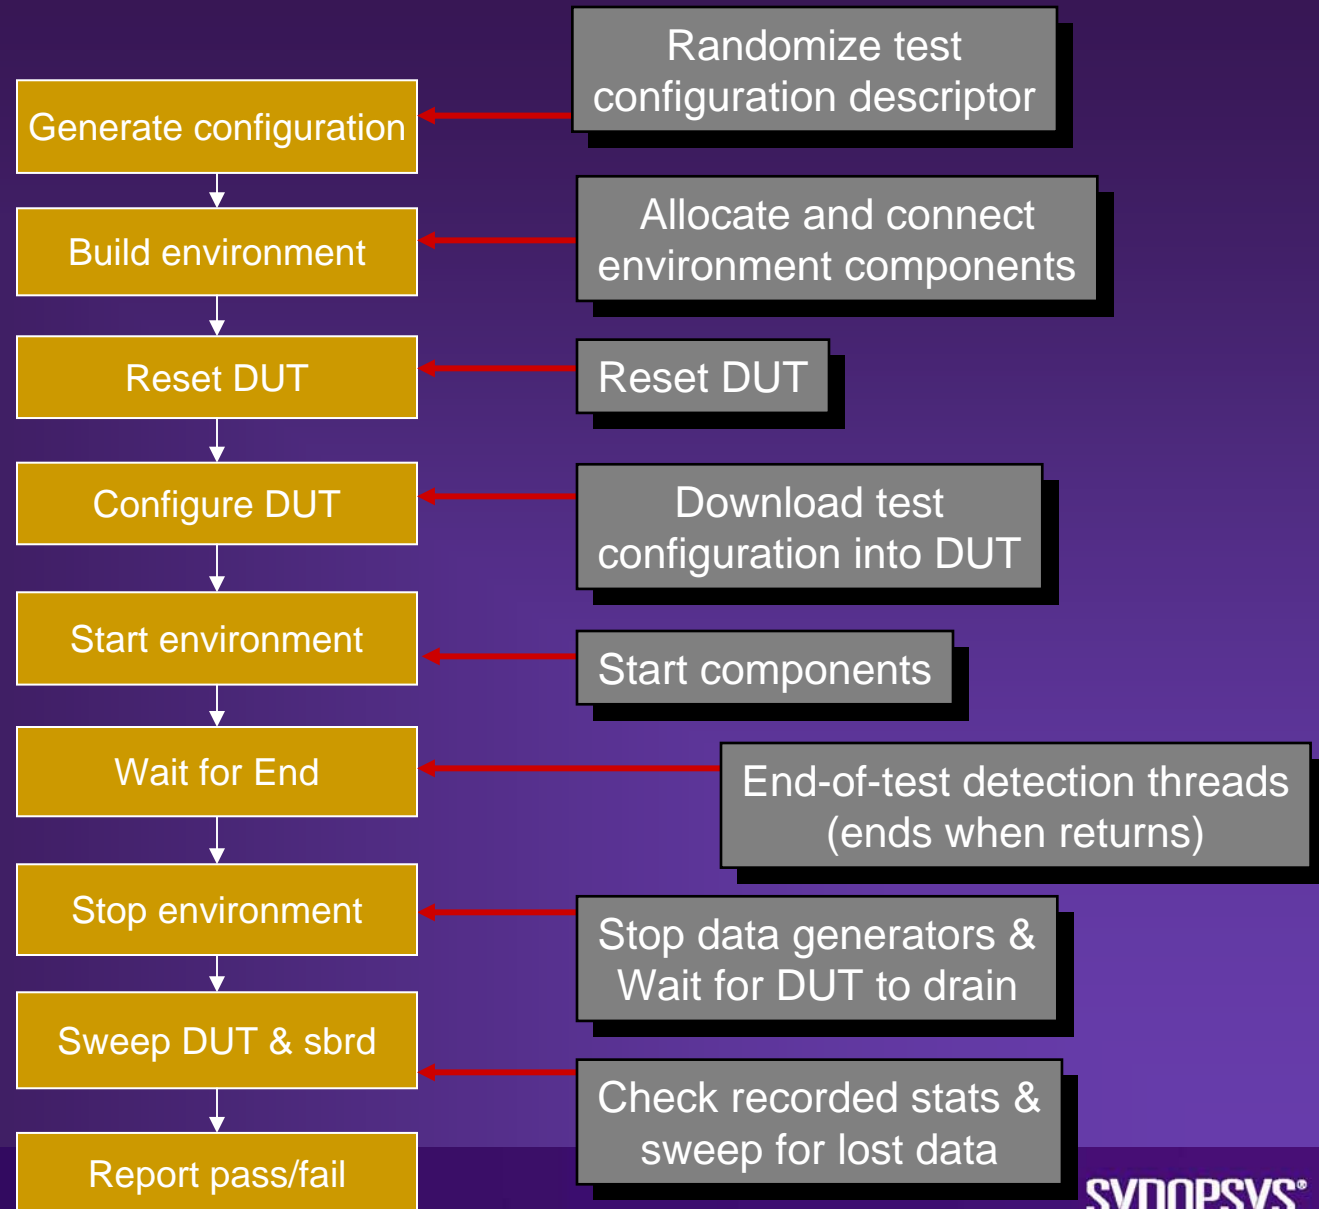 Randomize test
configuration descriptor
Generate configuration
Allocate and connect
environment components
Build environment
Reset DUT
Reset DUT
Download test
configuration into DUT
Configure DUT
Start components
Start environment
End-of-test detection threads
(ends when returns)
Wait for End
Stop data generators &
Wait for DUT to drain
Stop environment
Check recorded stats &
sweep for lost data
Sweep DUT & sbrd
Report pass/fail
SYNOPSYS®